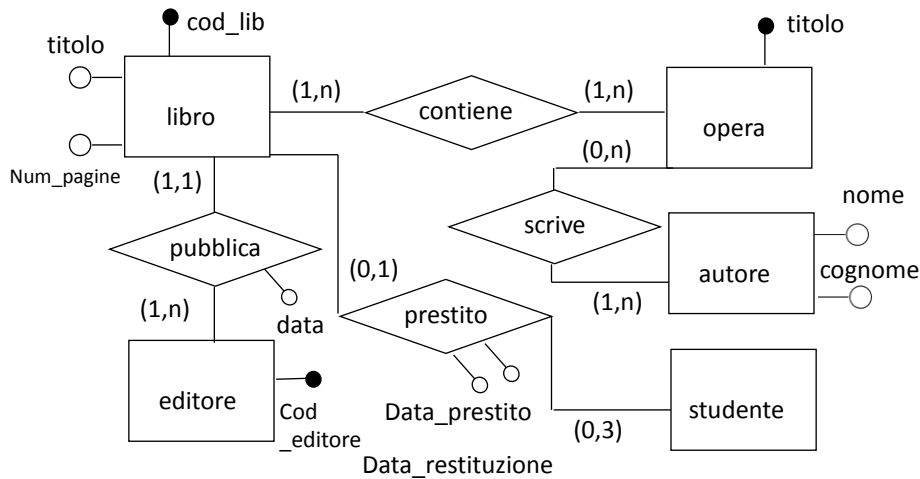 cod_lib
titolo
titolo
(1,n)
contiene
(1,n)
libro
opera
Num_pagine
(1,1)
(0,n)
nome
scrive
pubblica
(0,1)
autore
cognome
(1,n)
(1,n)
data
prestito
editore
Cod
_editore
Data_prestito
studente
(0,3)
Data_restituzione